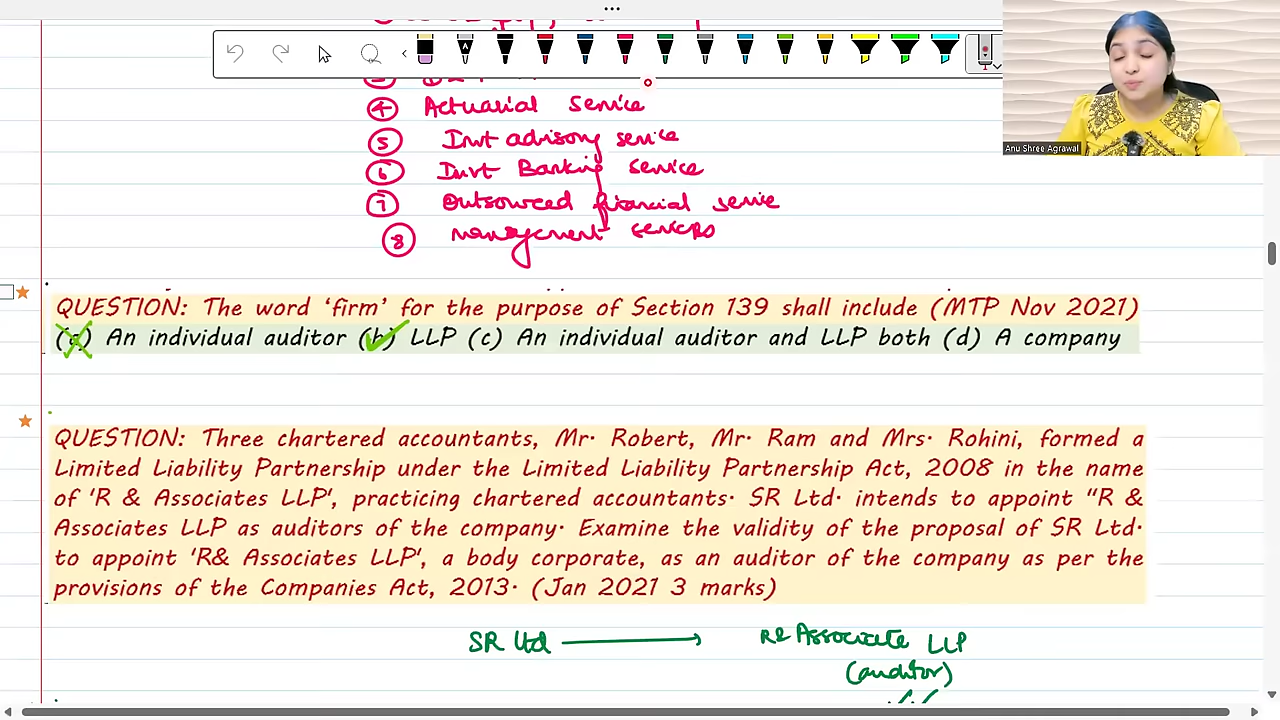 ④ Actuarial Service
⑤ Invt advisory service
⑥ Invt Banking Service
⑦ Outsourced financial servie
⑧ management services
Anu Shree Agrawal
QUESTION: The word ‘firm’ for the purpose of Section 139 shall include (MTP Nov 2021)
(a) An individual auditor (b) LLP (c) An individual auditor and LLP both (d) A company
QUESTION: Three chartered accountants, Mr. Robert, Mr. Ram and Mrs. Rohini, formed a
Limited Liability Partnership under the Limited Liability Partnership Act, 2008 in the name
of 'R & Associates LLP', practicing chartered accountants. SR Ltd. intends to appoint "R &
Associates LLP as auditors of the company. Examine the validity of the proposal of SR Ltd.
to appoint 'R& Associates LLP', a body corporate, as an auditor of the company as per the
provisions of the Companies Act, 2013. (Jan 2021 3 marks)
SR Ltd → R& Associate LLP
(auditor)